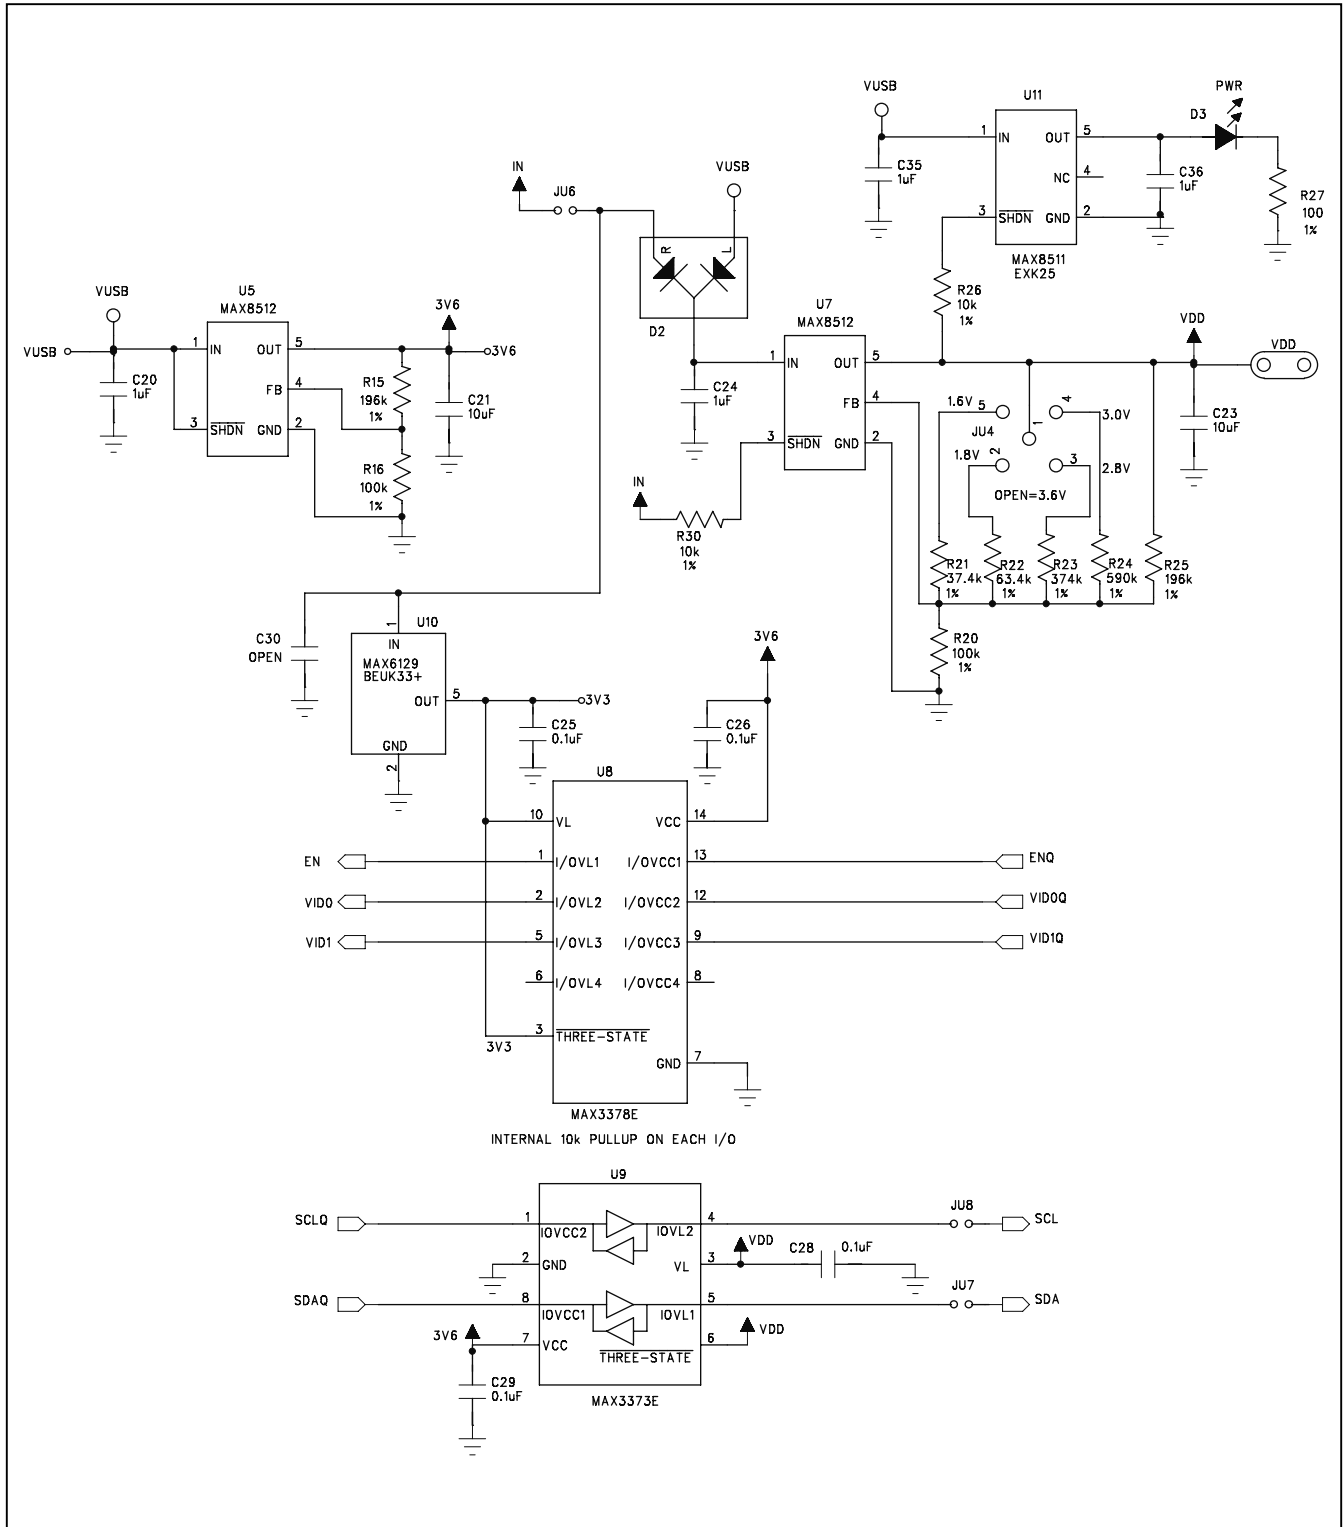 VUSB
U11
PWR
D3
1
IN
OUT
5
C35
1uF
NC
4
C36
1uF
3
SHDN
GND
2
R27
100
1%
MAX8511
EXK25
IN
JU6
VUSB
R
L
D2
R26
10k
1%
VUSB
U5
MAX8512
3V6
VUSB
1
IN
OUT
5
3V6
C20
1uF
FB
4
R15
196k
1%
C21
10uF
3
SHDN
GND
2
R16
100k
1%
U7
MAX8512
VDD
VDD
1
IN
OUT
5
C24
1uF
FB
4
3
SHDN
GND
2
1.6V
5
4
3.0V
JU4
1
1.8V
2
3
2.8V
OPEN=3.6V
C23
10uF
IN
R30
10k
1%
R21
37.4k
1%
R22
63.4k
1%
R23
374k
1%
R24
590k
1%
R25
196k
1%
R20
100k
1%
C30
OPEN
1
U10
IN
MAX6129
BEUK33+
OUT
5
GND
2
3V3
C25
0.1uF
3V6
C26
0.1uF
U8
10
VL
VCC
14
EN
1
I/OVL1
I/OVCC1
13
ENQ
VID0
2
I/OVL2
I/OVCC2
12
VID0Q
VID1
5
I/OVL3
I/OVCC3
9
VID1Q
6
I/OVL4
I/OVCC4
8
3V3
3
THREE-STATE
GND
7
MAX3378E
INTERNAL 10k PULLUP ON EACH I/O
U9
SCLQ
1
IOVCC2
IOVL2
4
JU8
SCL
2
GND
VL
3
VDD
C28
0.1uF
SDAQ
8
IOVCC1
IOVL1
5
JU7
SDA
3V6
7
VCC
THREE-STATE
6
VDD
C29
0.1uF
MAX3373E